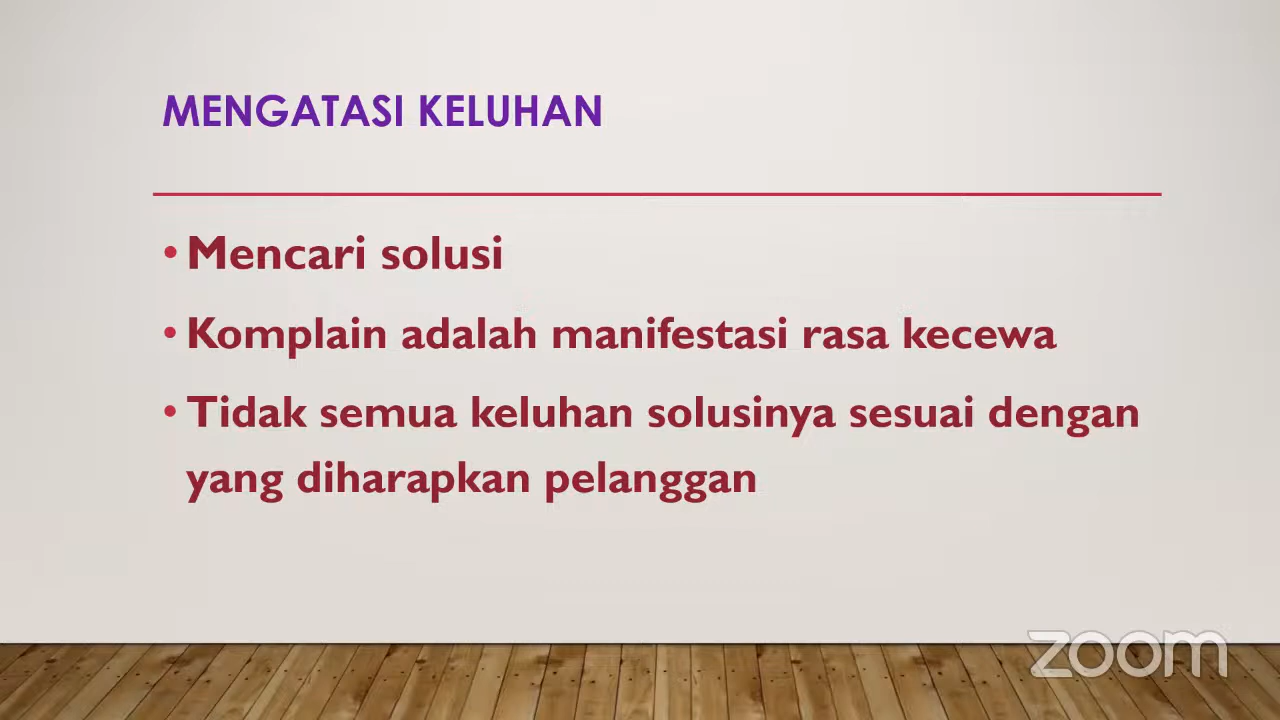 MENGATASI KELUHAN
• Mencari solusi
• Komplain adalah manifestasi rasa kecewa
• Tidak semua keluhan solusinya sesuai dengan
yang diharapkan pelanggan
zoom